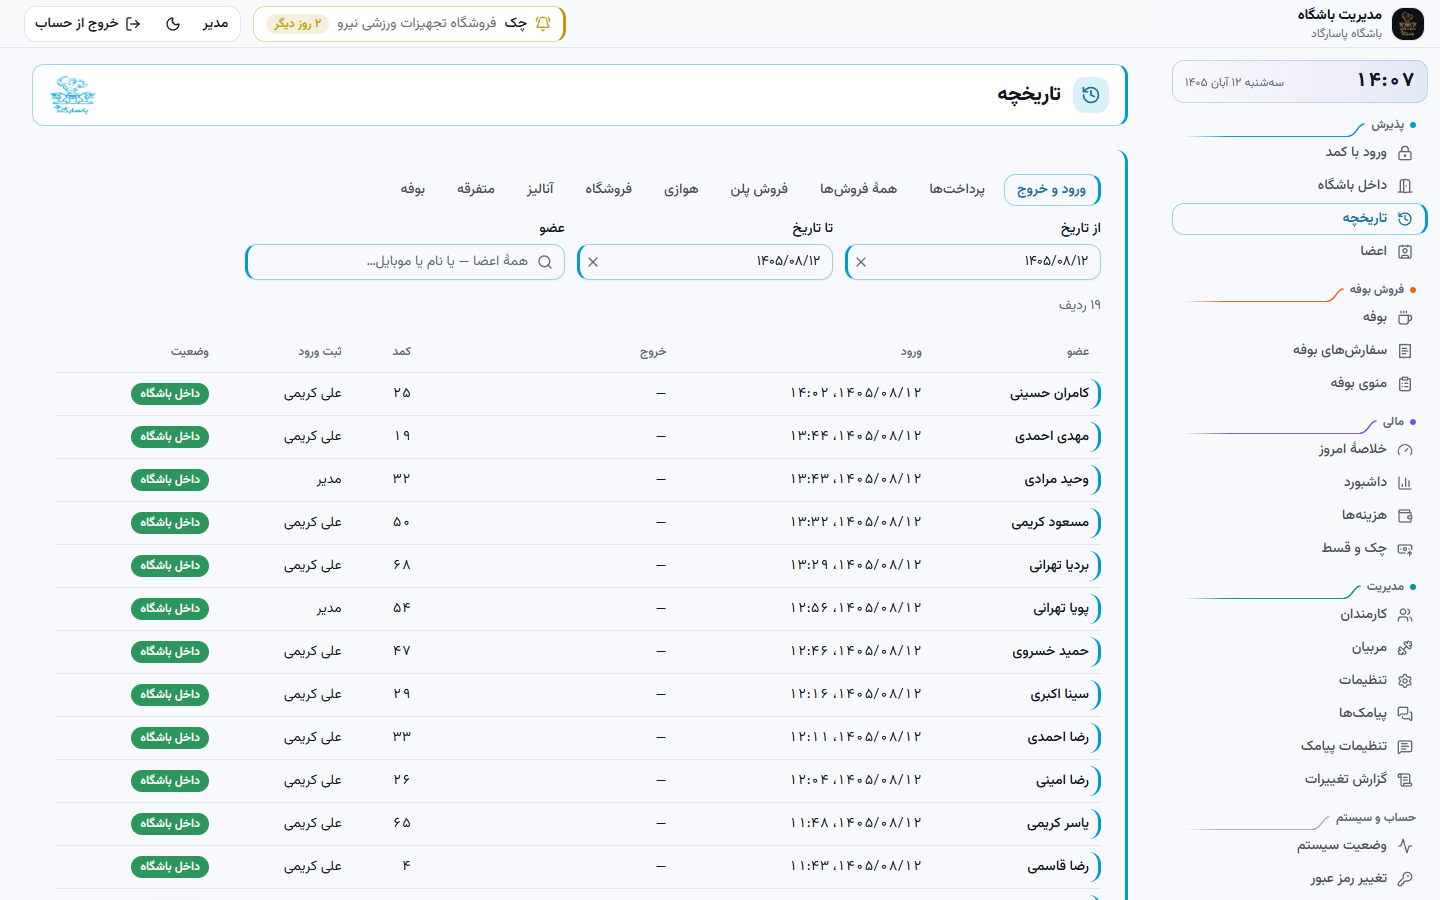 مدیریت باشگاه
باشگاه پاسارگاد
چک فروشگاه تجهیزات ورزشی نیرو ۲ روز دیگر
مدیر
خروج از حساب
۱۴:۰۷
سه‌شنبه ۱۲ آبان ۱۴۰۵
پذیرش
ورود با کمد
داخل باشگاه
تاریخچه
اعضا
فروش بوفه
بوفه
سفارش‌های بوفه
منوی بوفه
مالی
خلاصهٔ امروز
داشبورد
هزینه‌ها
چک و قسط
مدیریت
کارمندان
مربیان
تنظیمات
پیامک‌ها
تنظیمات پیامک
گزارش تغییرات
حساب و سیستم
وضعیت سیستم
تغییر رمز عبور
تاریخچه
پاسارگاد
ورود و خروج پرداخت‌ها همهٔ فروش‌ها فروش پلن هوازی فروشگاه آنالیز متفرقه بوفه
از تاریخ تا تاریخ عضو
۱۴۰۵/۰۸/۱۲ ۱۴۰۵/۰۸/۱۲ همهٔ اعضا — یا نام یا موبایل…
۱۹ ردیف
عضو ورود خروج کمد ثبت ورود وضعیت
کامران حسینی ۱۴۰۵/۰۸/۱۲، ۱۴:۰۲ — ۲۵ علی کریمی داخل باشگاه
مهدی احمدی ۱۴۰۵/۰۸/۱۲، ۱۳:۴۴ — ۱۹ علی کریمی داخل باشگاه
وحید مرادی ۱۴۰۵/۰۸/۱۲، ۱۳:۴۳ — ۳۲ مدیر داخل باشگاه
مسعود کریمی ۱۴۰۵/۰۸/۱۲، ۱۳:۳۲ — ۵۰ علی کریمی داخل باشگاه
بردیا تهرانی ۱۴۰۵/۰۸/۱۲، ۱۳:۲۹ — ۶۸ علی کریمی داخل باشگاه
پویا تهرانی ۱۴۰۵/۰۸/۱۲، ۱۲:۵۶ — ۵۴ مدیر داخل باشگاه
حمید خسروی ۱۴۰۵/۰۸/۱۲، ۱۲:۴۶ — ۴۷ علی کریمی داخل باشگاه
سینا اکبری ۱۴۰۵/۰۸/۱۲، ۱۲:۱۶ — ۲۹ علی کریمی داخل باشگاه
رضا احمدی ۱۴۰۵/۰۸/۱۲، ۱۲:۱۱ — ۳۳ علی کریمی داخل باشگاه
رضا امینی ۱۴۰۵/۰۸/۱۲، ۱۲:۰۴ — ۲۶ علی کریمی داخل باشگاه
یاسر کریمی ۱۴۰۵/۰۸/۱۲، ۱۱:۴۸ — ۶۵ علی کریمی داخل باشگاه
رضا قاسمی ۱۴۰۵/۰۸/۱۲، ۱۱:۴۳ — ۴ علی کریمی داخل باشگاه